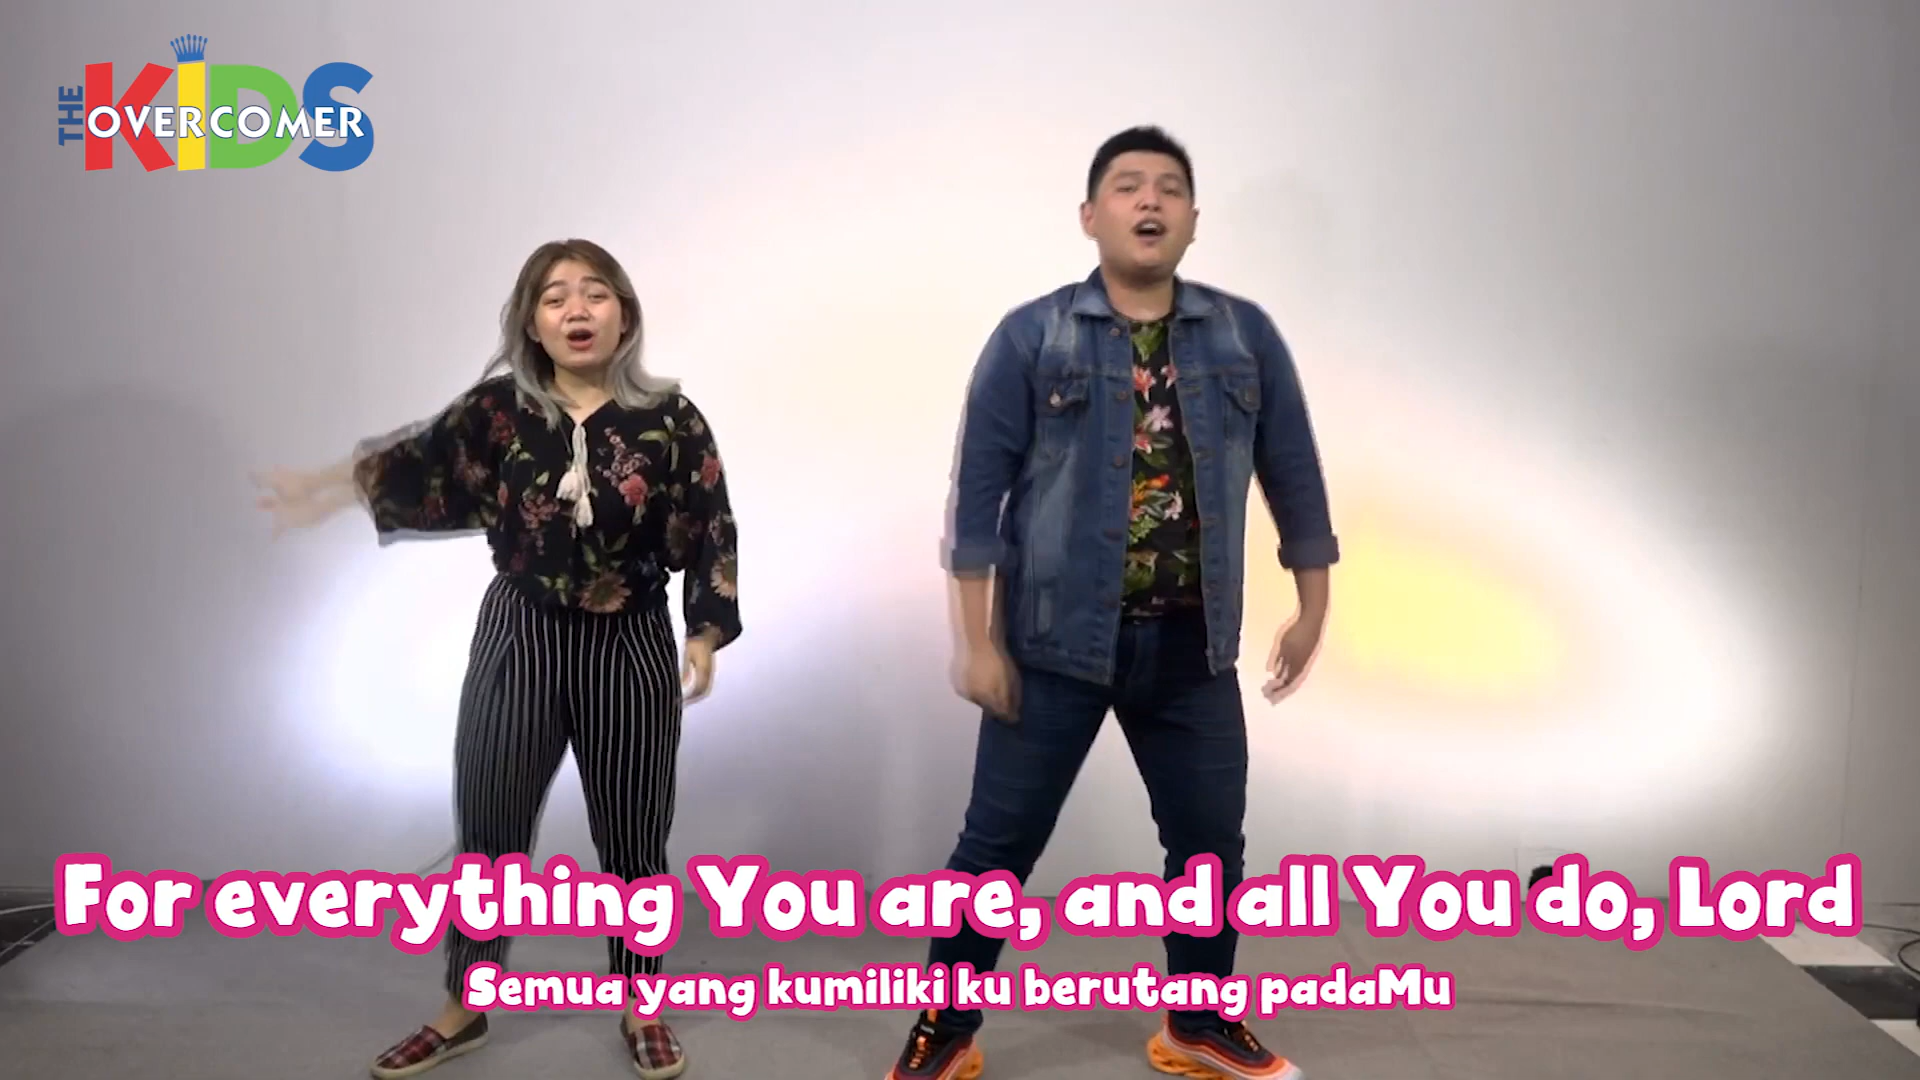 THE
KIDS
OVERCOMER
For everything You are, and all You do, Lord
Semua yang kumiliki ku berutang padaMu